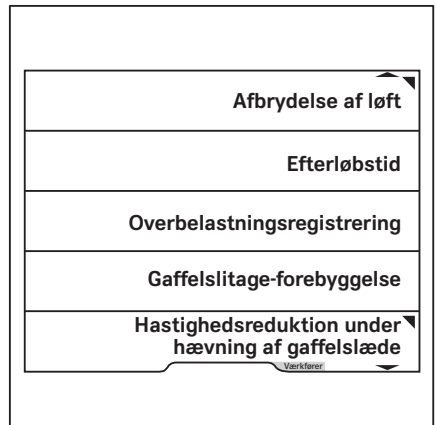 Afbrydelse af løft
Efterløbstid
Overbelastningsregistrering
Gaffelslitage-forebyggelse
Hastighedsreduktion under
hævning af gaffelslæde
Værkfører